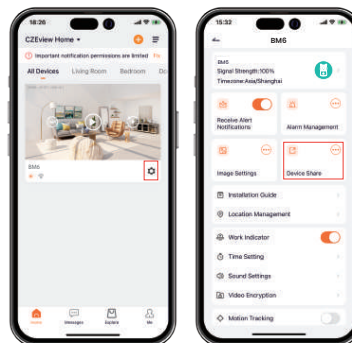 16:26
CZEview Home
Important notification permissions are limited Fix
All Devices Living Room Bedroom
BM6
Home Messages Explore Me
15:32
BM6
BM6
Signal Strength:100%
Timezone:Asia/Shanghai
Receive Alert
Notifications
Alarm Management
Image Settings
Device Share
Installation Guide
Location Management
Work Indicator
Time Setting
Sound Settings
Video Encryption
Motion Tracking